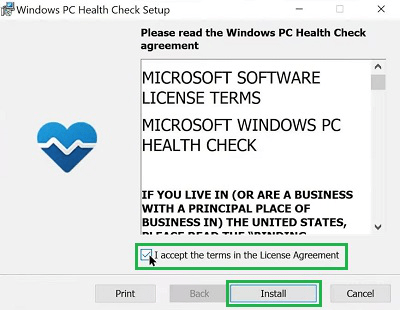 Windows PC Health Check Setup
Please read the Windows PC Health Check
agreement
MICROSOFT SOFTWARE
LICENSE TERMS
MICROSOFT WINDOWS PC
HEALTH CHECK
IF YOU LIVE IN (OR ARE A BUSINESS
WITH A PRINCIPAL PLACE OF
BUSINESS IN) THE UNITED STATES,
PLEASE READ THE "BINDING
I accept the terms in the License Agreement
Print
Back
Install
Cancel